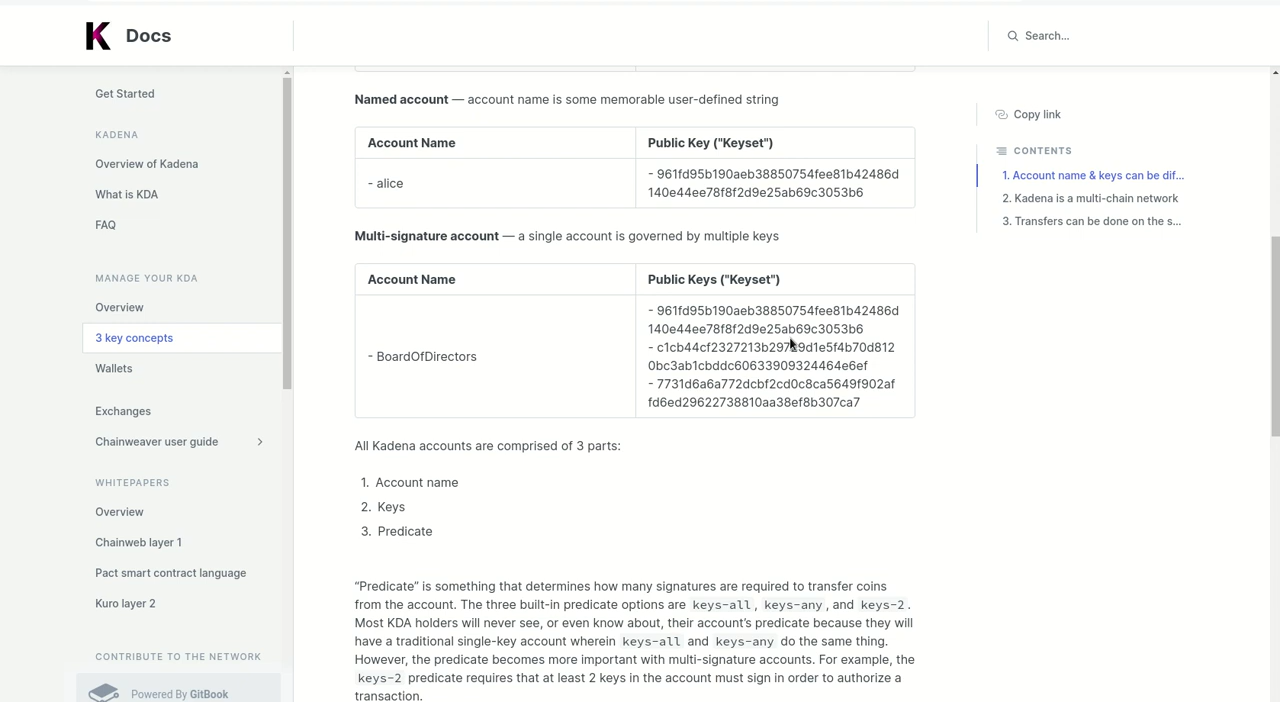 Docs
Search...
Get Started
KADENA
Overview of Kadena
What is KDA
FAQ
MANAGE YOUR KDA
Overview
3 key concepts
Wallets
Exchanges
Chainweaver user guide
WHITEPAPERS
Overview
Chainweb layer 1
Pact smart contract language
Kuro layer 2
CONTRIBUTE TO THE NETWORK
Powered By GitBook
Named account — account name is some memorable user-defined string
Account Name
Public Key ("Keyset")
- alice
- 961fd95b190aeb38850754fee81b42486d
140e44ee78f8f2d9e25ab69c3053b6
Multi-signature account — a single account is governed by multiple keys
Account Name
Public Keys ("Keyset")
- BoardOfDirectors
- 961fd95b190aeb38850754fee81b42486d
140e44ee78f8f2d9e25ab69c3053b6
0bc3ab1cbddc60633909324464e6ef
- 7731d6a6a772dcbf2cd0c8ca5649f902af
fd6ed29622738810aa38ef8b307ca7
All Kadena accounts are comprised of 3 parts:
1. Account name
2. Keys
3. Predicate
“Predicate” is something that determines how many signatures are required to transfer coins
from the account. The three built-in predicate options are keys-all, keys-any, and keys-2.
Most KDA holders will never see, or even know about, their account’s predicate because they will
have a traditional single-key account wherein keys-all and keys-any do the same thing.
However, the predicate becomes more important with multi-signature accounts. For example, the
keys-2 predicate requires that at least 2 keys in the account must sign in order to authorize a
transaction.
Copy link
CONTENTS
1. Account name & keys can be dif...
2. Kadena is a multi-chain network
3. Transfers can be done on the s...